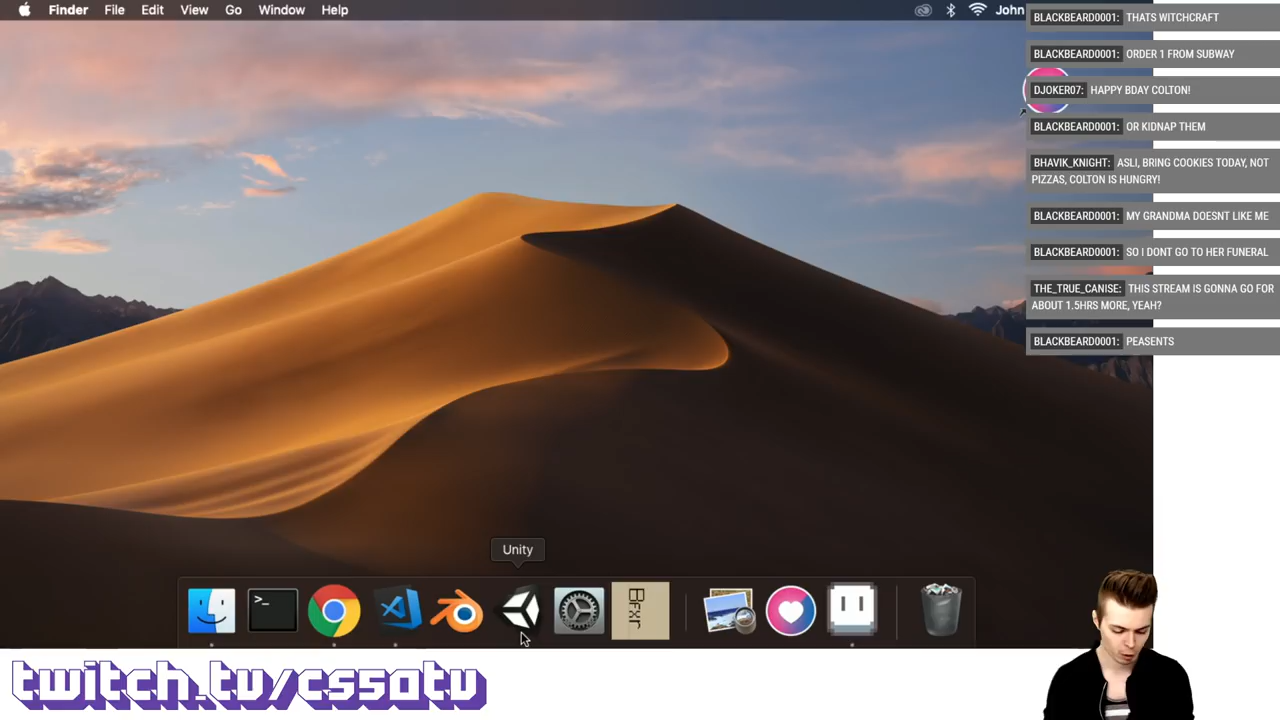 Finder File Edit View Go Window Help
John
BLACKBEARD0001: THATS WITCHCRAFT
BLACKBEARD0001: ORDER 1 FROM SUBWAY
DJOKER07: HAPPY BDAY COLTON!
BLACKBEARD0001: OR KIDNAP THEM
BHAVIK_KNIGHT: ASLI, BRING COOKIES TODAY, NOT
PIZZAS, COLTON IS HUNGRY!
BLACKBEARD0001: MY GRANDMA DOESNT LIKE ME
BLACKBEARD0001: SO I DONT GO TO HER FUNERAL
THE_TRUE_CANISE: THIS STREAM IS GONNA GO FOR
ABOUT 1.5HRS MORE, YEAH?
BLACKBEARD0001: PEASENTS
Unity
>_
Bfxr
twitch.tv/cs50tv